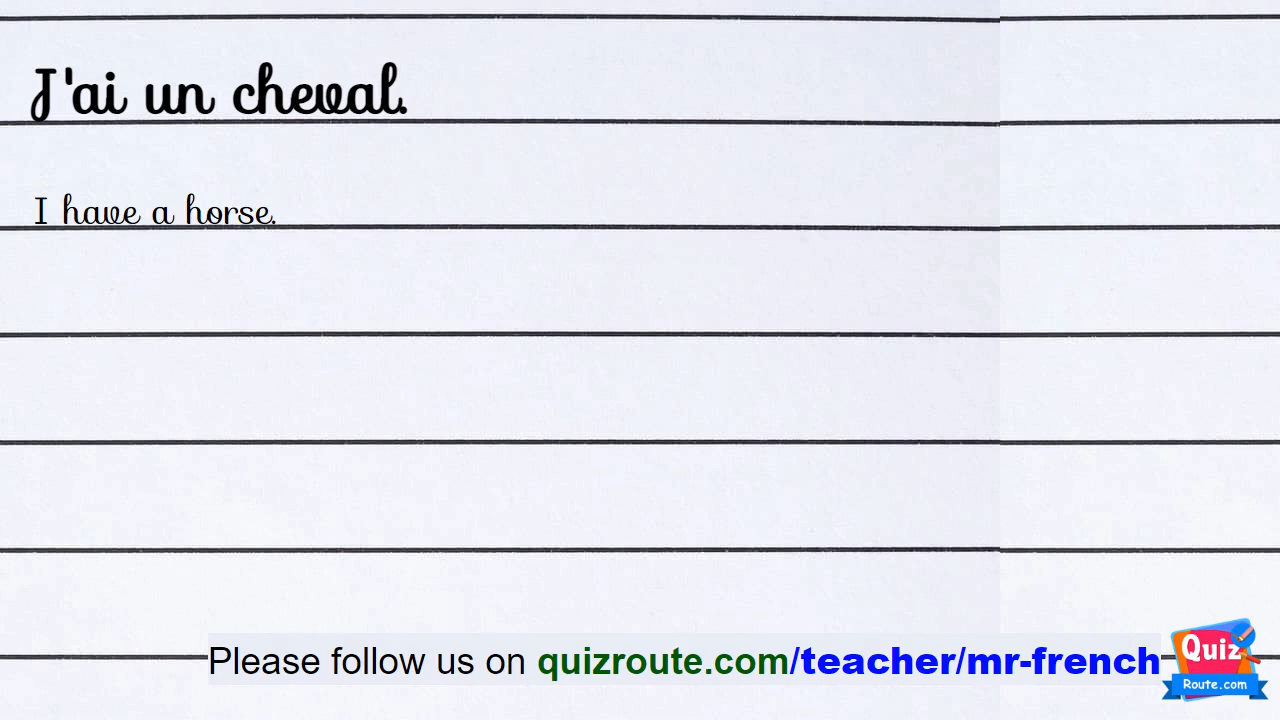 J'ai un cheval.
I have a horse.
Please follow us on quizroute.com/teacher/mr-french
Quiz
Route.com